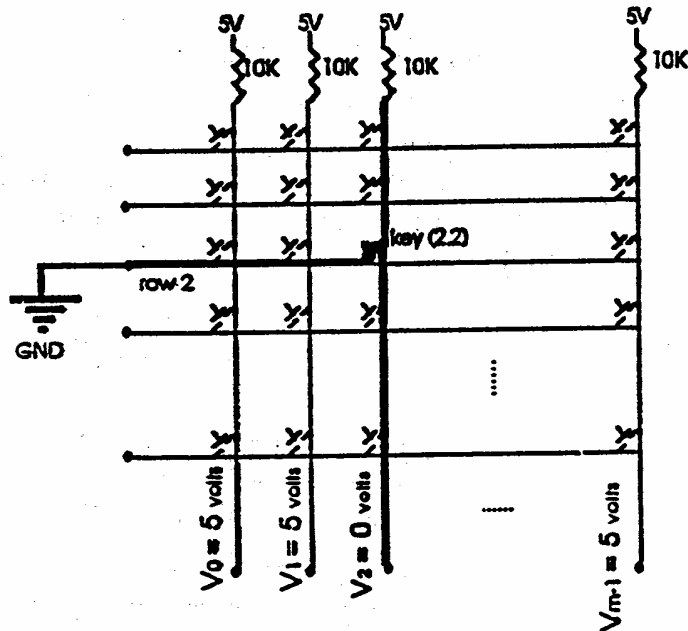 5V 5V 5V 5V
10K 10K 10K 10K
key (2,2)
row-2
GND
......
......
V0 = 5 volts
V1 = 5 volts
V2 = 0 volts
Vm-1 = 5 volts